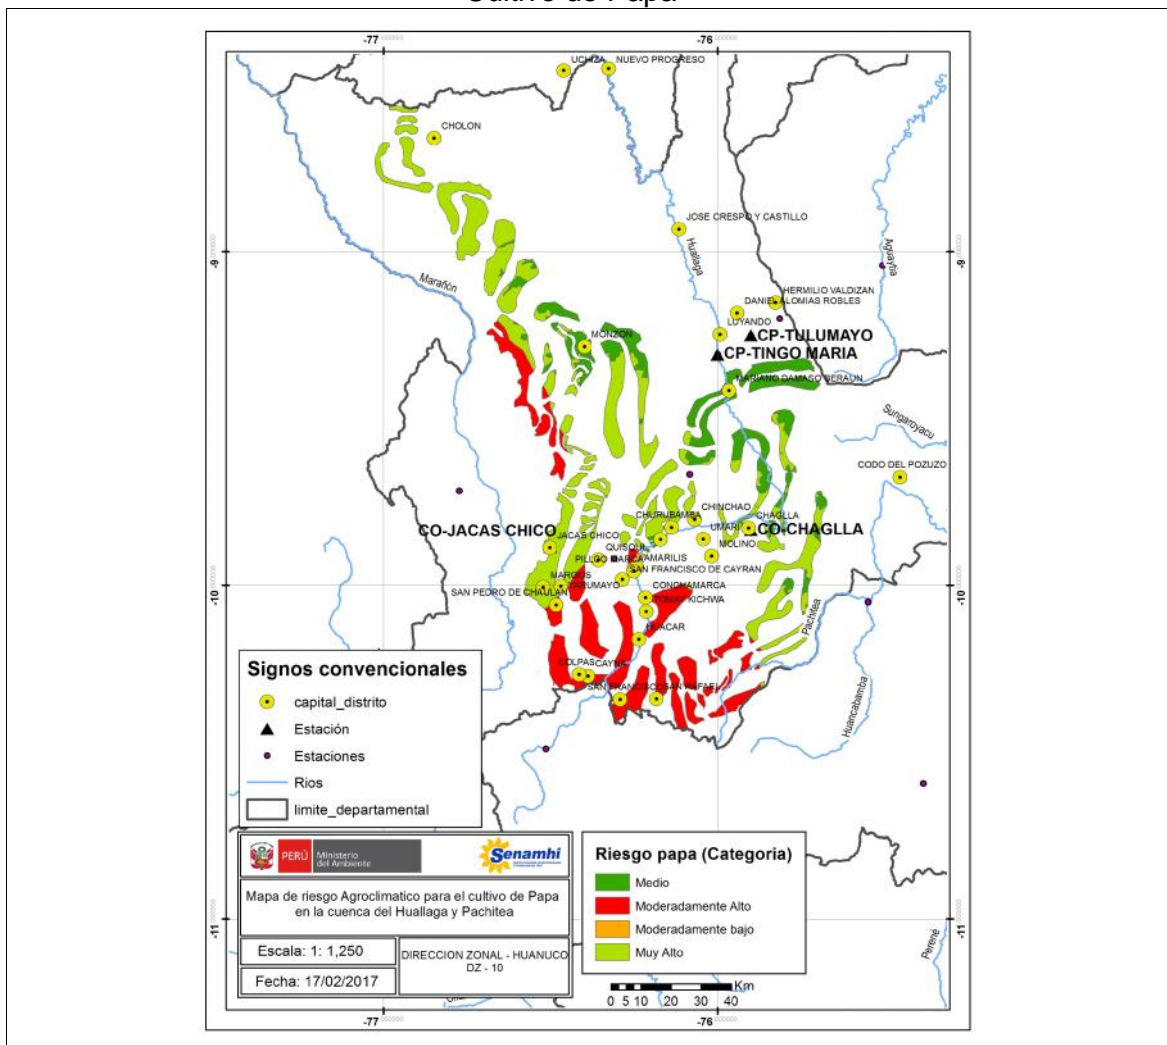 -77
-76
UCHIZA
NUEVO PROGRESO
CHOLON
JOSE CRESPO Y CASTILLO
Huallaga
Aguaytia
-9
-9
Marañón
HERMILIO VALDIZAN
DANIEL ALOMIAS ROBLES
LUYANDO
CP-TULUMAYO
MONZON
CP-TINGO MARIA
MARIANO DAMASO BERAUN
Sungaroyacu
CODO DEL POZUZO
CHINCHAO
CHURUBAMBA
CHAGLLA
CO-JACAS CHICO
UMARI
CO-CHAGLLA
JACAS CHICO
MOLINO
QUISQUI
PILLCO MARCA
AMARILIS
SAN FRANCISCO DE CAYRAN
MARGOS
YARUMAYO
CONCHAMARCA
-10
-10
SAN PEDRO DE CHAULAN
TOMAY KICHWA
Pachitea
HUACAR
COLPAS
CAYNA
SAN FRANCISCO
SAN RAFAEL
Huancabamba
Signos convencionales
capital_distrito
Estación
Estaciones
Rios
limite_departamental
PERÚ
Ministerio
del Ambiente
Senamhi
Mapa de riesgo Agroclimatico para el cultivo de Papa
en la cuenca del Huallaga y Pachitea
Escala: 1: 1,250
Fecha: 17/02/2017
DIRECCION ZONAL - HUANUCO
DZ - 10
Riesgo papa (Categoria)
Medio
Moderadamente Alto
Moderadamente bajo
Muy Alto
-11
-11
Perené
Km
0 5 10 20 30 40
-77
-76